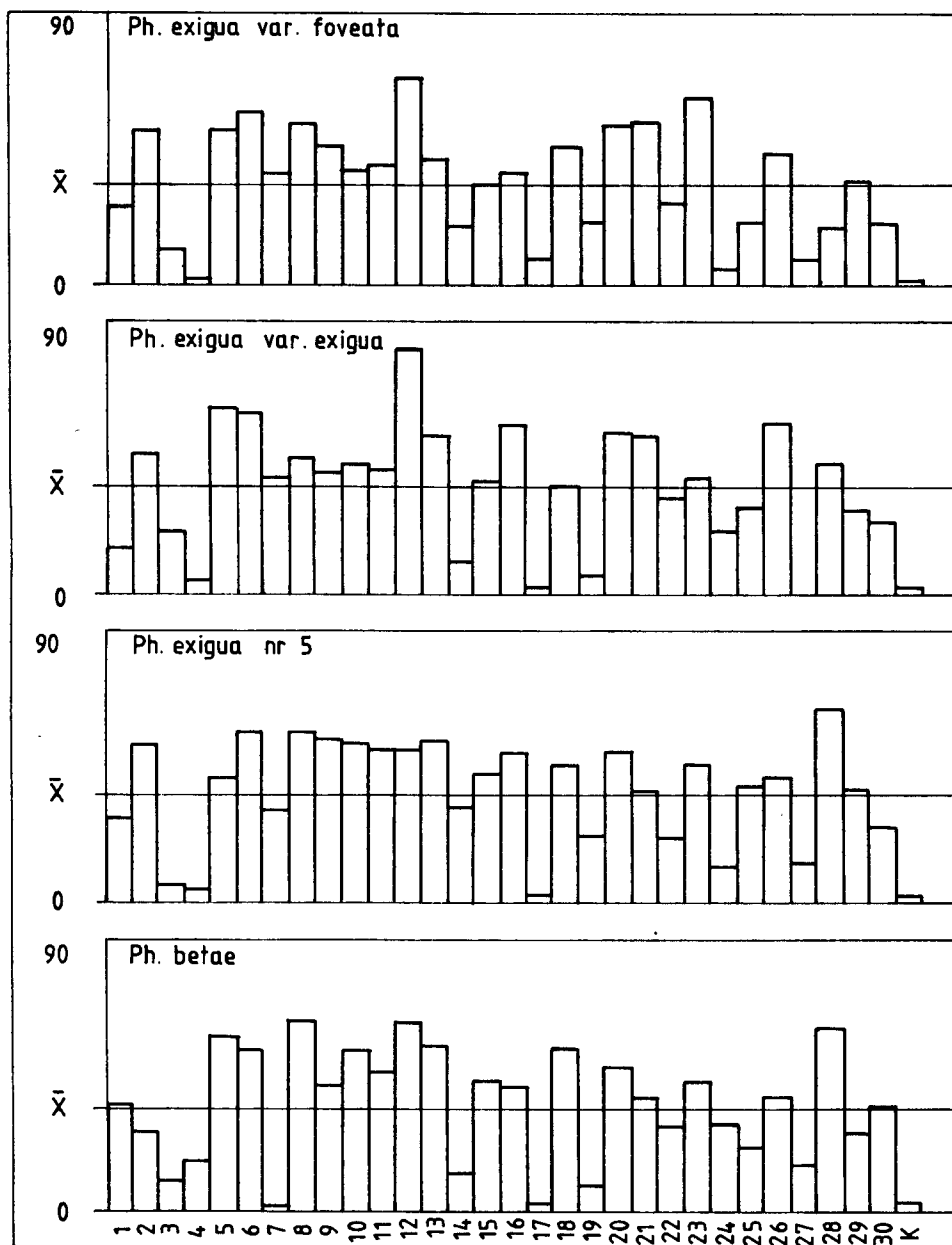 90 Ph. exigua var. foveata
X̄
0
90 Ph. exigua var. exigua
X̄
0
90 Ph. exigua nr 5
X̄
0
90 Ph. betae
X̄
0
1 2 3 4 5 6 7 8 9 10 11 12 13 14 15 16 17 18 19 20 21 22 23 24 25 26 27 28 29 30 K